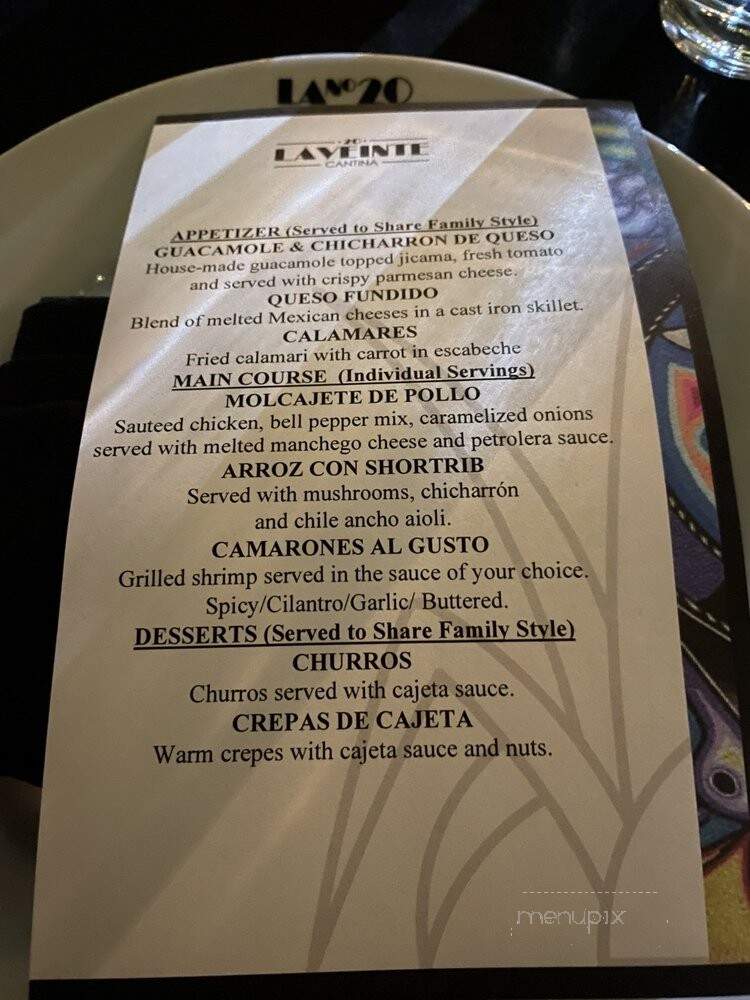 LA Nº 20
20
LA VEINTE
CANTINA
APPETIZER (Served to Share Family Style)
GUACAMOLE & CHICHARRON DE QUESO
House-made guacamole topped jicama, fresh tomato
and served with crispy parmesan cheese.
QUESO FUNDIDO
Blend of melted Mexican cheeses in a cast iron skillet.
CALAMARES
Fried calamari with carrot in escabeche
MAIN COURSE (Individual Servings)
MOLCAJETE DE POLLO
Sauteed chicken, bell pepper mix, caramelized onions
served with melted manchego cheese and petrolera sauce.
ARROZ CON SHORTRIB
Served with mushrooms, chicharrón
and chile ancho aioli.
CAMARONES AL GUSTO
Grilled shrimp served in the sauce of your choice.
Spicy/Cilantro/Garlic/ Buttered.
DESSERTS (Served to Share Family Style)
CHURROS
Churros served with cajeta sauce.
CREPAS DE CAJETA
Warm crepes with cajeta sauce and nuts.
menupix